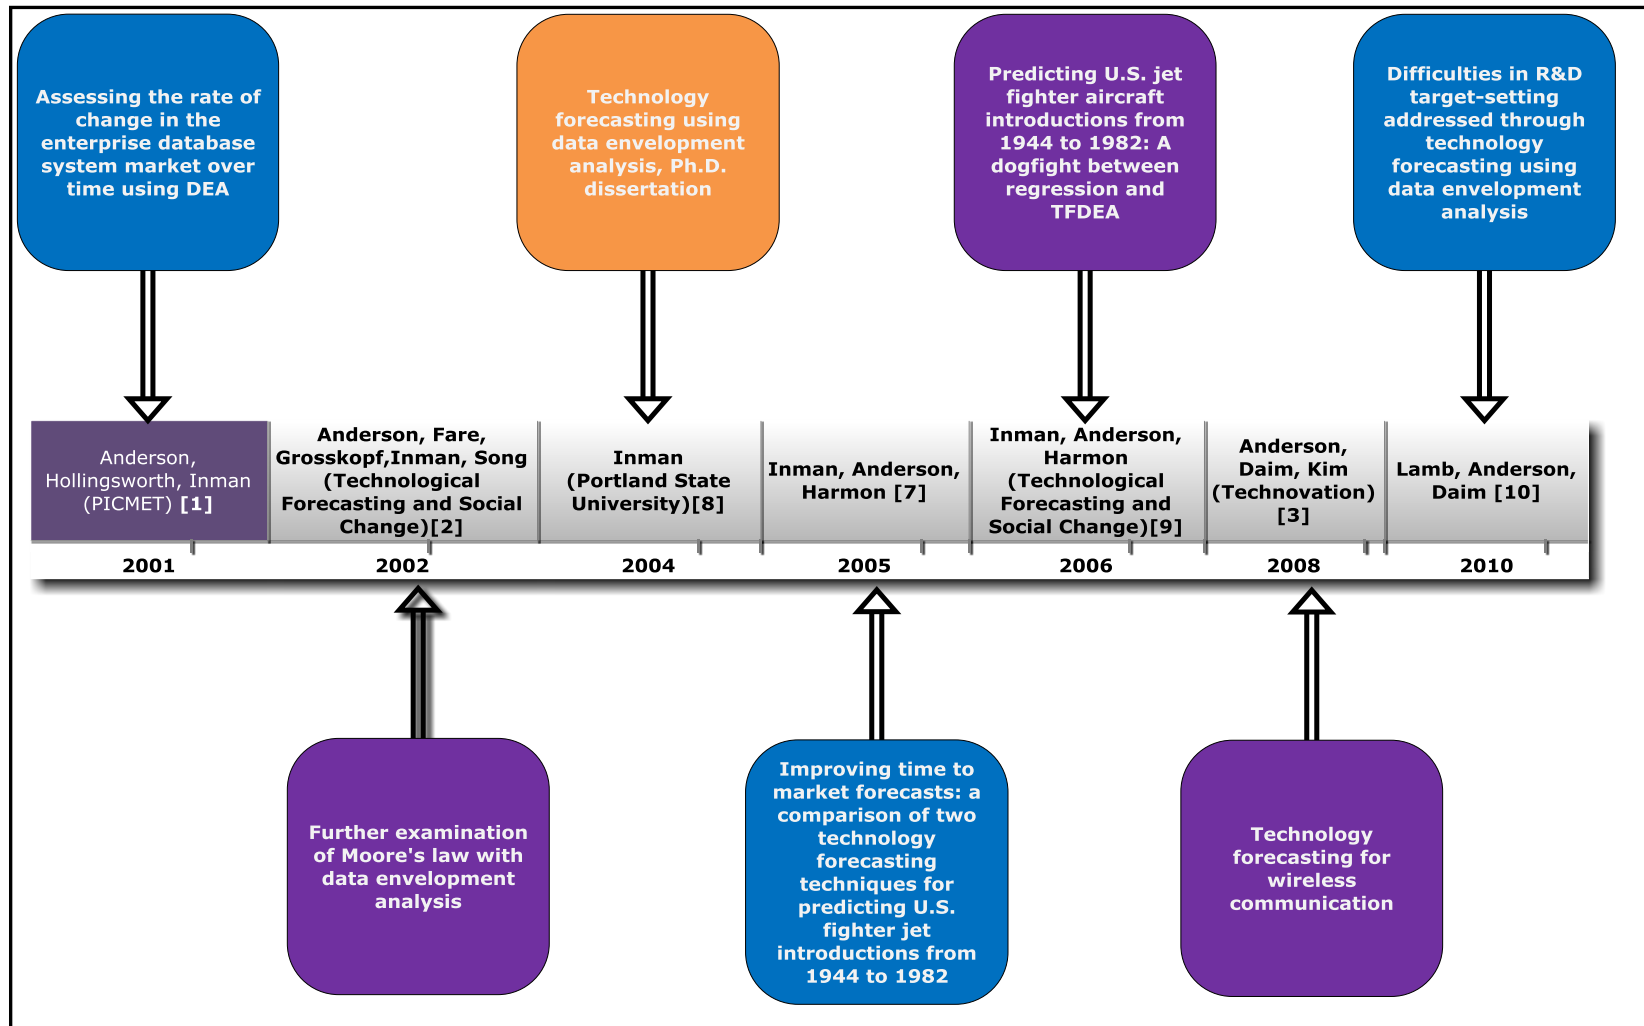 Assessing the rate of
change in the
enterprise database
system market over
time using DEA
Technology
forecasting using
data envelopment
analysis, Ph.D.
dissertation
Predicting U.S. jet
fighter aircraft
introductions from
1944 to 1982: A
dogfight between
regression and
TFDEA
Difficulties in R&D
target-setting
addressed through
technology
forecasting using
data envelopment
analysis
Anderson,
Hollingsworth, Inman
(PICMET) [1]
Anderson, Fare,
Grosskopf,Inman, Song
(Technological
Forecasting and Social
Change)[2]
Inman
(Portland State
University)[8]
Inman, Anderson,
Harmon [7]
Inman, Anderson,
Harmon
(Technological
Forecasting and
Social Change)[9]
Anderson,
Daim, Kim
(Technovation)
[3]
Lamb, Anderson,
Daim [10]
2001
2002
2004
2005
2006
2008
2010
Further examination
of Moore's law with
data envelopment
analysis
Improving time to
market forecasts: a
comparison of two
technology
forecasting
techniques for
predicting U.S.
fighter jet
introductions from
1944 to 1982
Technology
forecasting for
wireless
communication